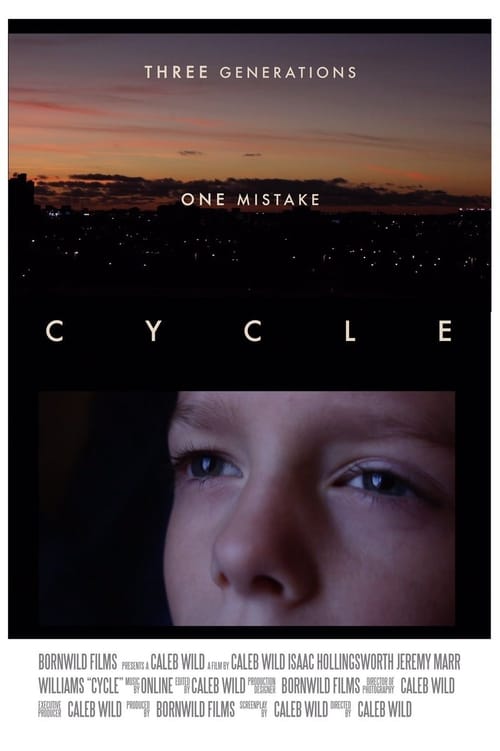 THREE GENERATIONS
ONE MISTAKE
CYCLE
BORNWILD FILMS PRESENTS A CALEB WILD A FILM BY CALEB WILD ISAAC HOLLINGSWORTH JEREMY MARR
WILLIAMS “CYCLE” MUSIC BY ONLINE EDITED BY CALEB WILD PRODUCTION DESIGNER BORNWILD FILMS DIRECTOR OF PHOTOGRAPHY CALEB WILD
EXECUTIVE PRODUCER CALEB WILD PRODUCED BY BORNWILD FILMS SCREENPLAY BY CALEB WILD DIRECTED BY CALEB WILD